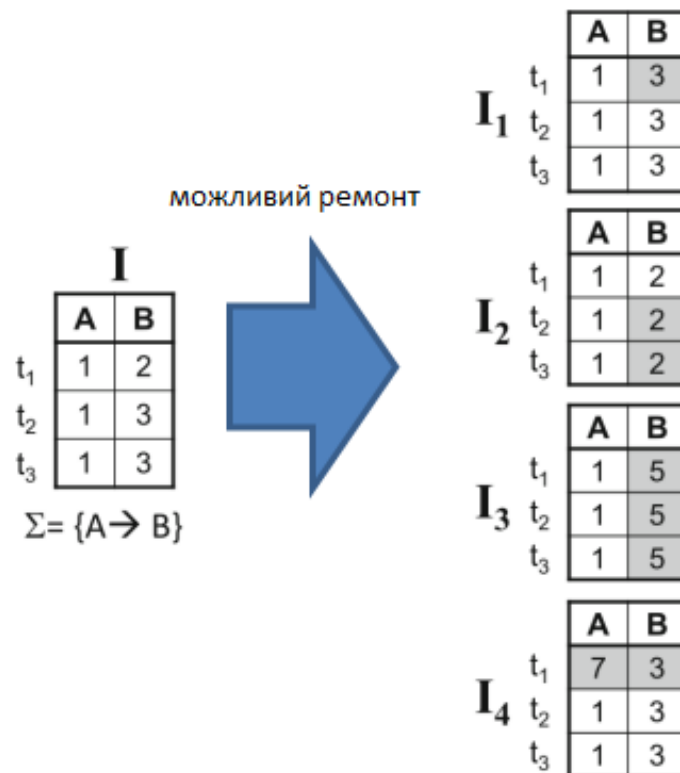 можливий ремонт
I
A B
t₁ 1 2
t₂ 1 3
t₃ 1 3
Σ= {A→ B}
I₁
A B
t₁ 1 3
t₂ 1 3
t₃ 1 3
I₂
A B
t₁ 1 2
t₂ 1 2
t₃ 1 2
I₃
A B
t₁ 1 5
t₂ 1 5
t₃ 1 5
I₄
A B
t₁ 7 3
t₂ 1 3
t₃ 1 3